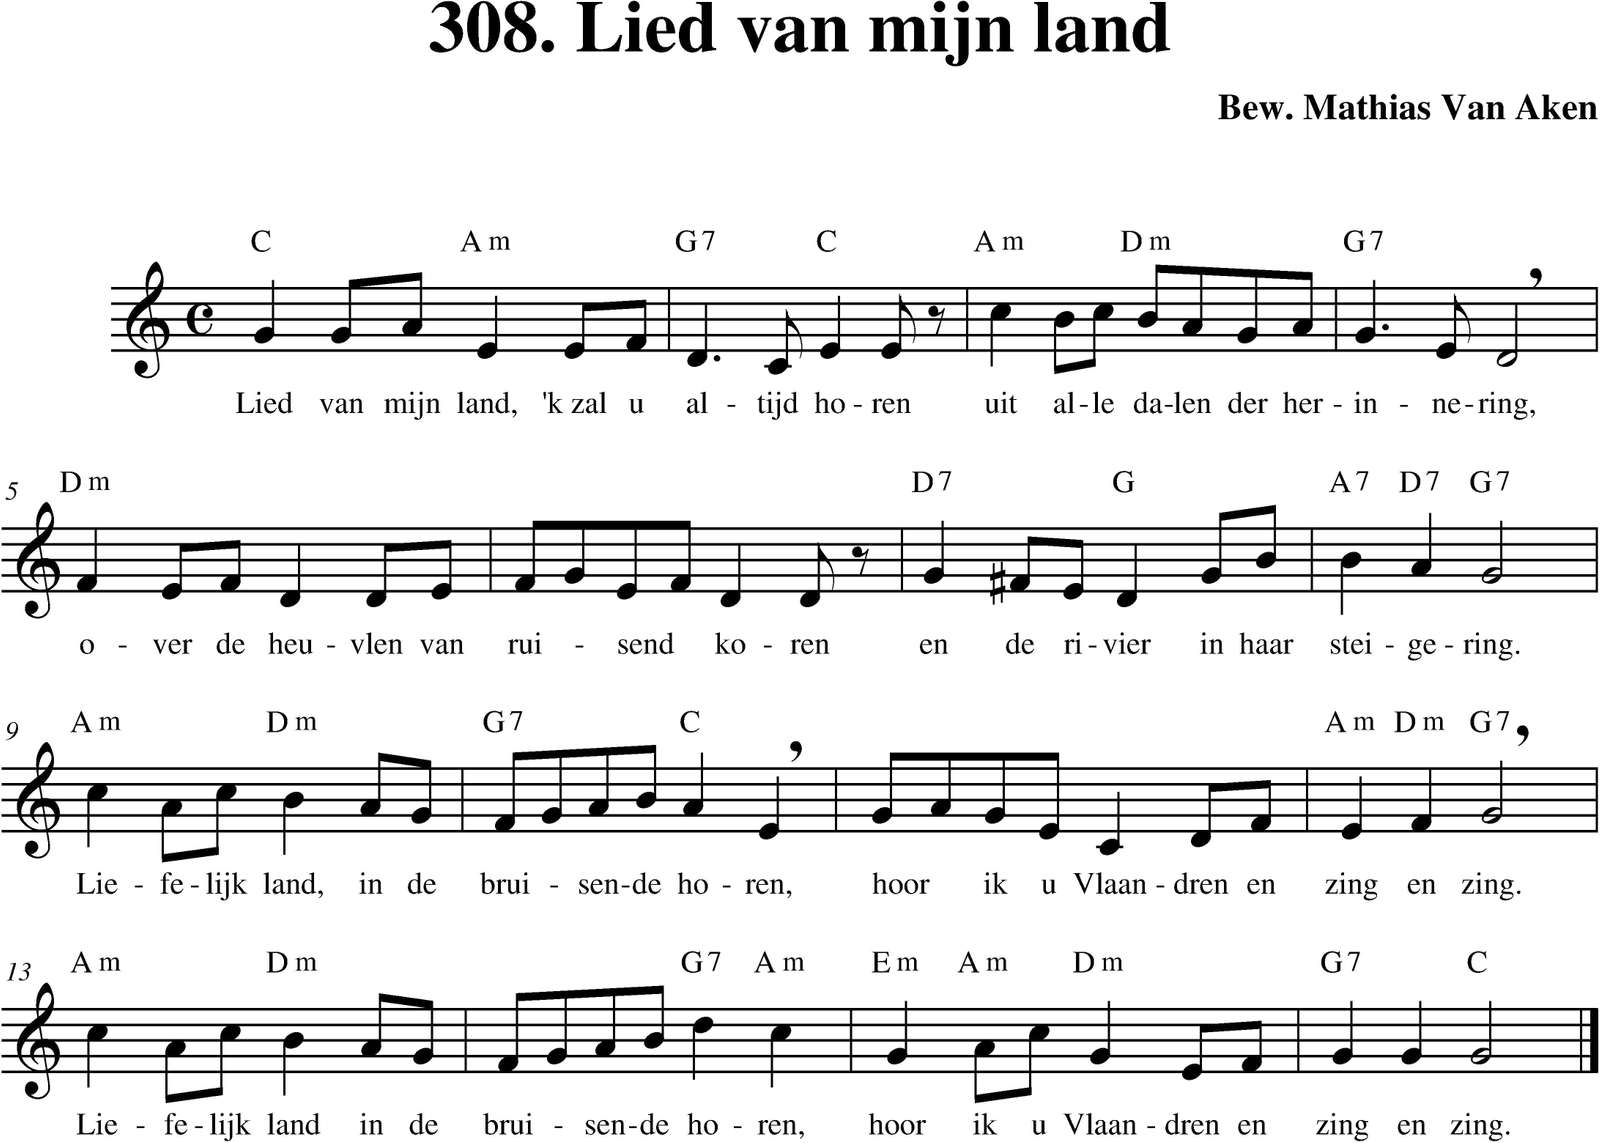 308. Lied van mijn land
Bew. Mathias Van Aken
C Am G7 C Am Dm G7
Lied van mijn land, 'k zal u al - tijd ho - ren uit al - le da - len der her - in - ne - ring,
5 Dm D7 G A7 D7 G7
o - ver de heu - vlen van rui - send ko - ren en de ri - vier in haar stei - ge - ring.
9 Am Dm G7 C Am Dm G7
Lie - fe - lijk land, in de brui - sen - de ho - ren, hoor ik u Vlaan - dren en zing en zing.
13 Am Dm G7 Am Em Am Dm G7 C
Lie - fe - lijk land in de brui - sen - de ho - ren, hoor ik u Vlaan - dren en zing en zing.